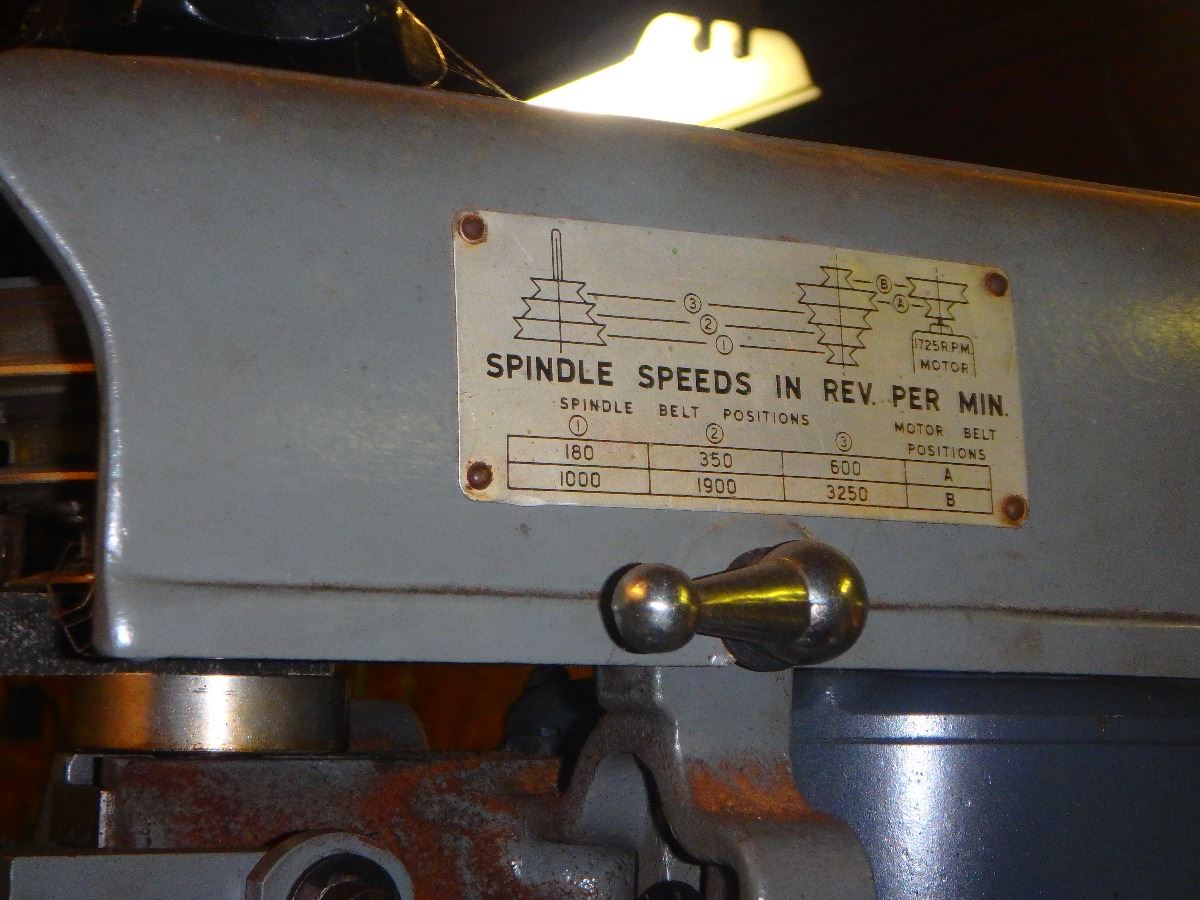 ③ B
② A
①
1725 R.P.M.
MOTOR
SPINDLE SPEEDS IN REV. PER MIN.
SPINDLE BELT POSITIONS
MOTOR BELT
POSITIONS
① ② ③
180 350 600 A
1000 1900 3250 B